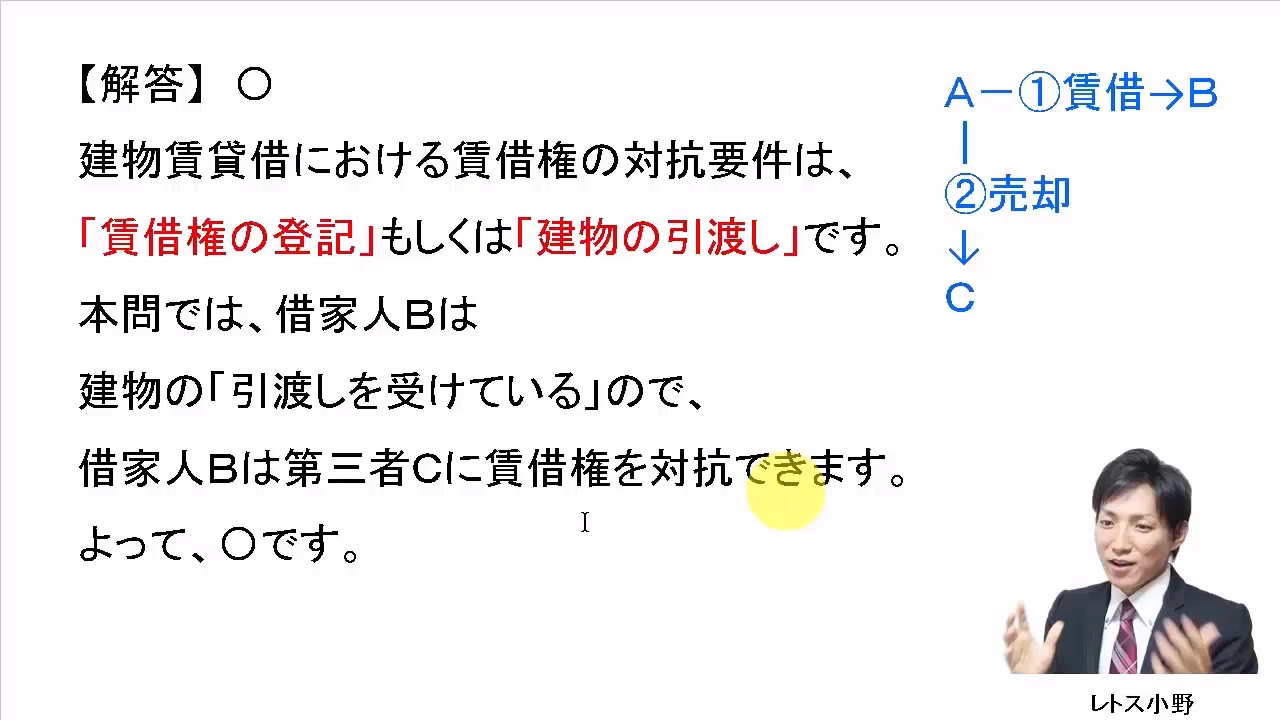 【解答】 〇
建物賃貸借における賃借権の対抗要件は、
「賃借権の登記」もしくは「建物の引渡し」です。
本問では、借家人Bは
建物の「引渡しを受けている」ので、
借家人Bは第三者Cに賃借権を対抗できます。
よって、〇です。
A－①賃借→B
｜
②売却
↓
C
レトス小野